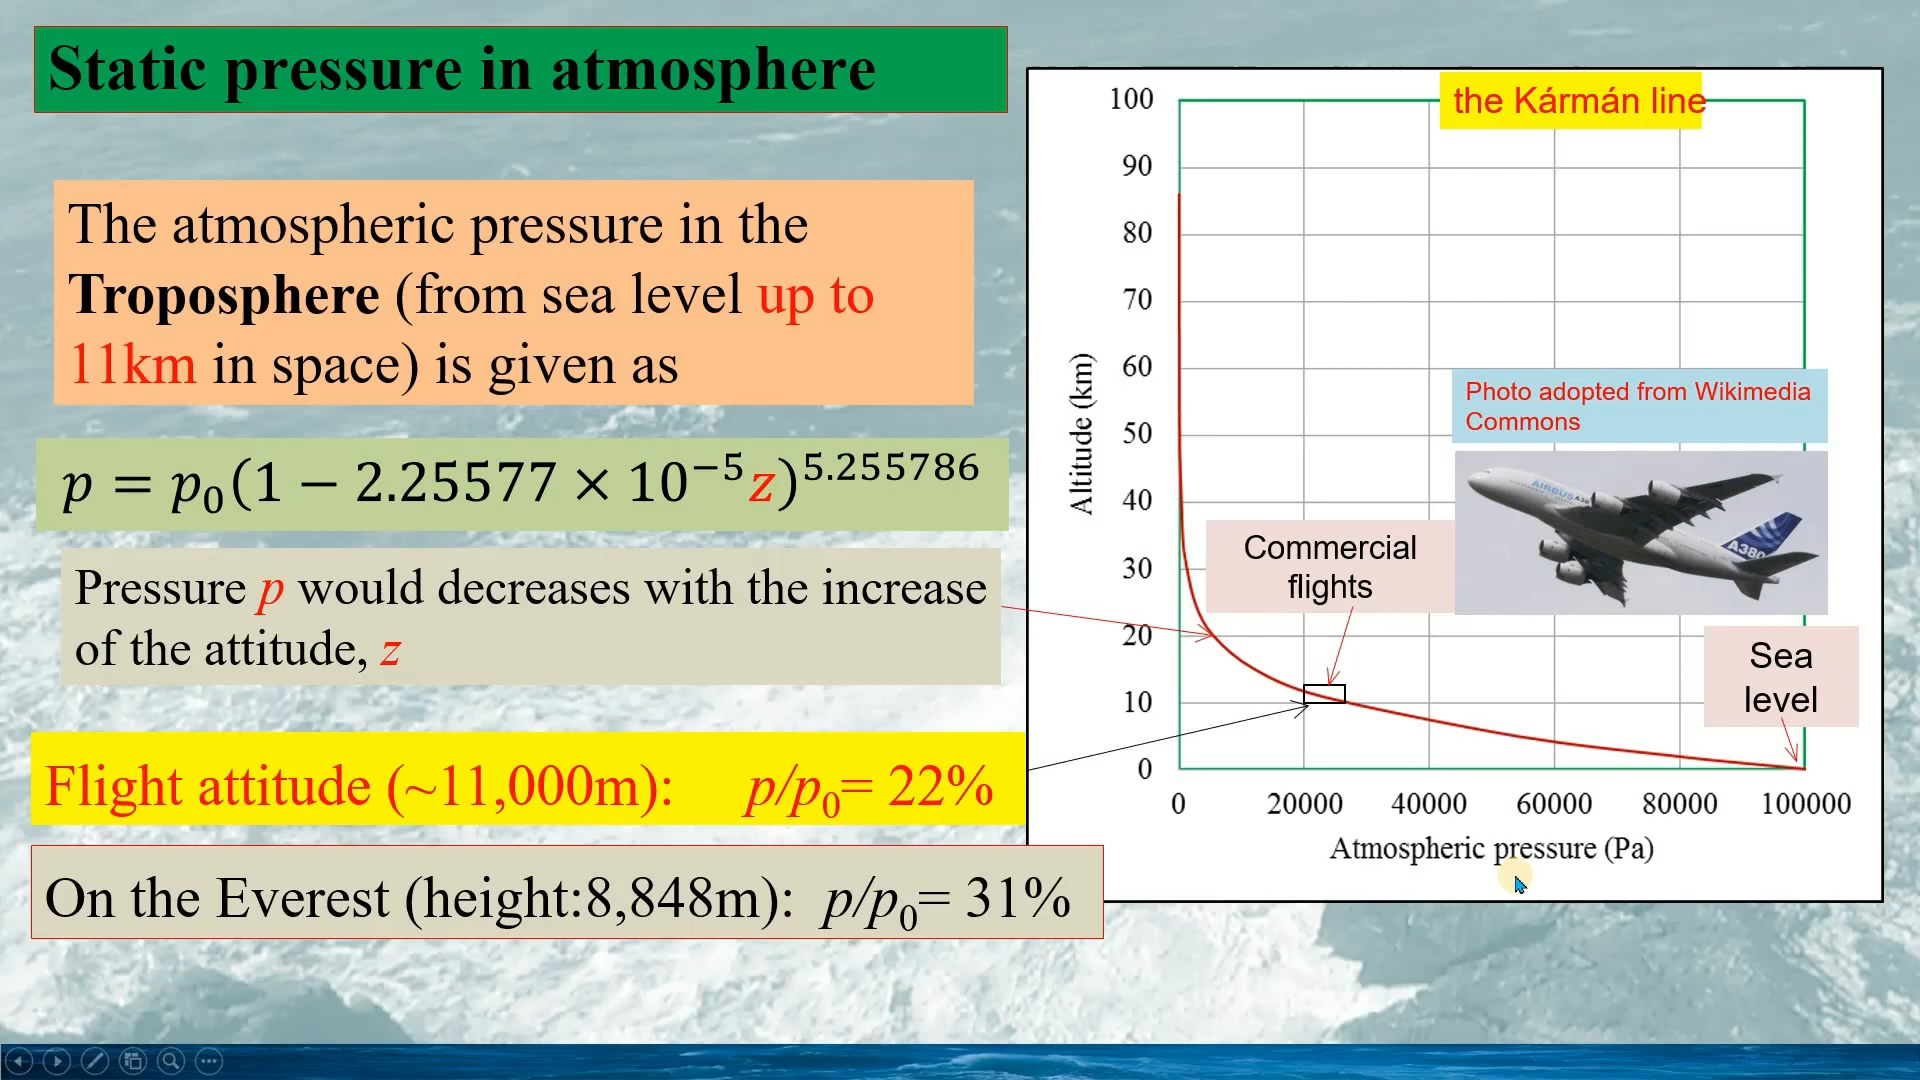 Static pressure in atmosphere
The atmospheric pressure in the
Troposphere (from sea level up to
11km in space) is given as
p = p₀(1 − 2.25577 × 10⁻⁵z)⁵·²⁵⁵⁷⁸⁶
Pressure p would decreases with the increase
of the attitude, z
Flight attitude (~11,000m): p/p₀= 22%
On the Everest (height:8,848m): p/p₀= 31%
the Kármán line
100
90
80
70
60
50
40
30
20
10
0
Altitude (km)
Photo adopted from Wikimedia
Commons
AIRBUS A380
A380
Commercial
flights
Sea
level
0 20000 40000 60000 80000 100000
Atmospheric pressure (Pa)